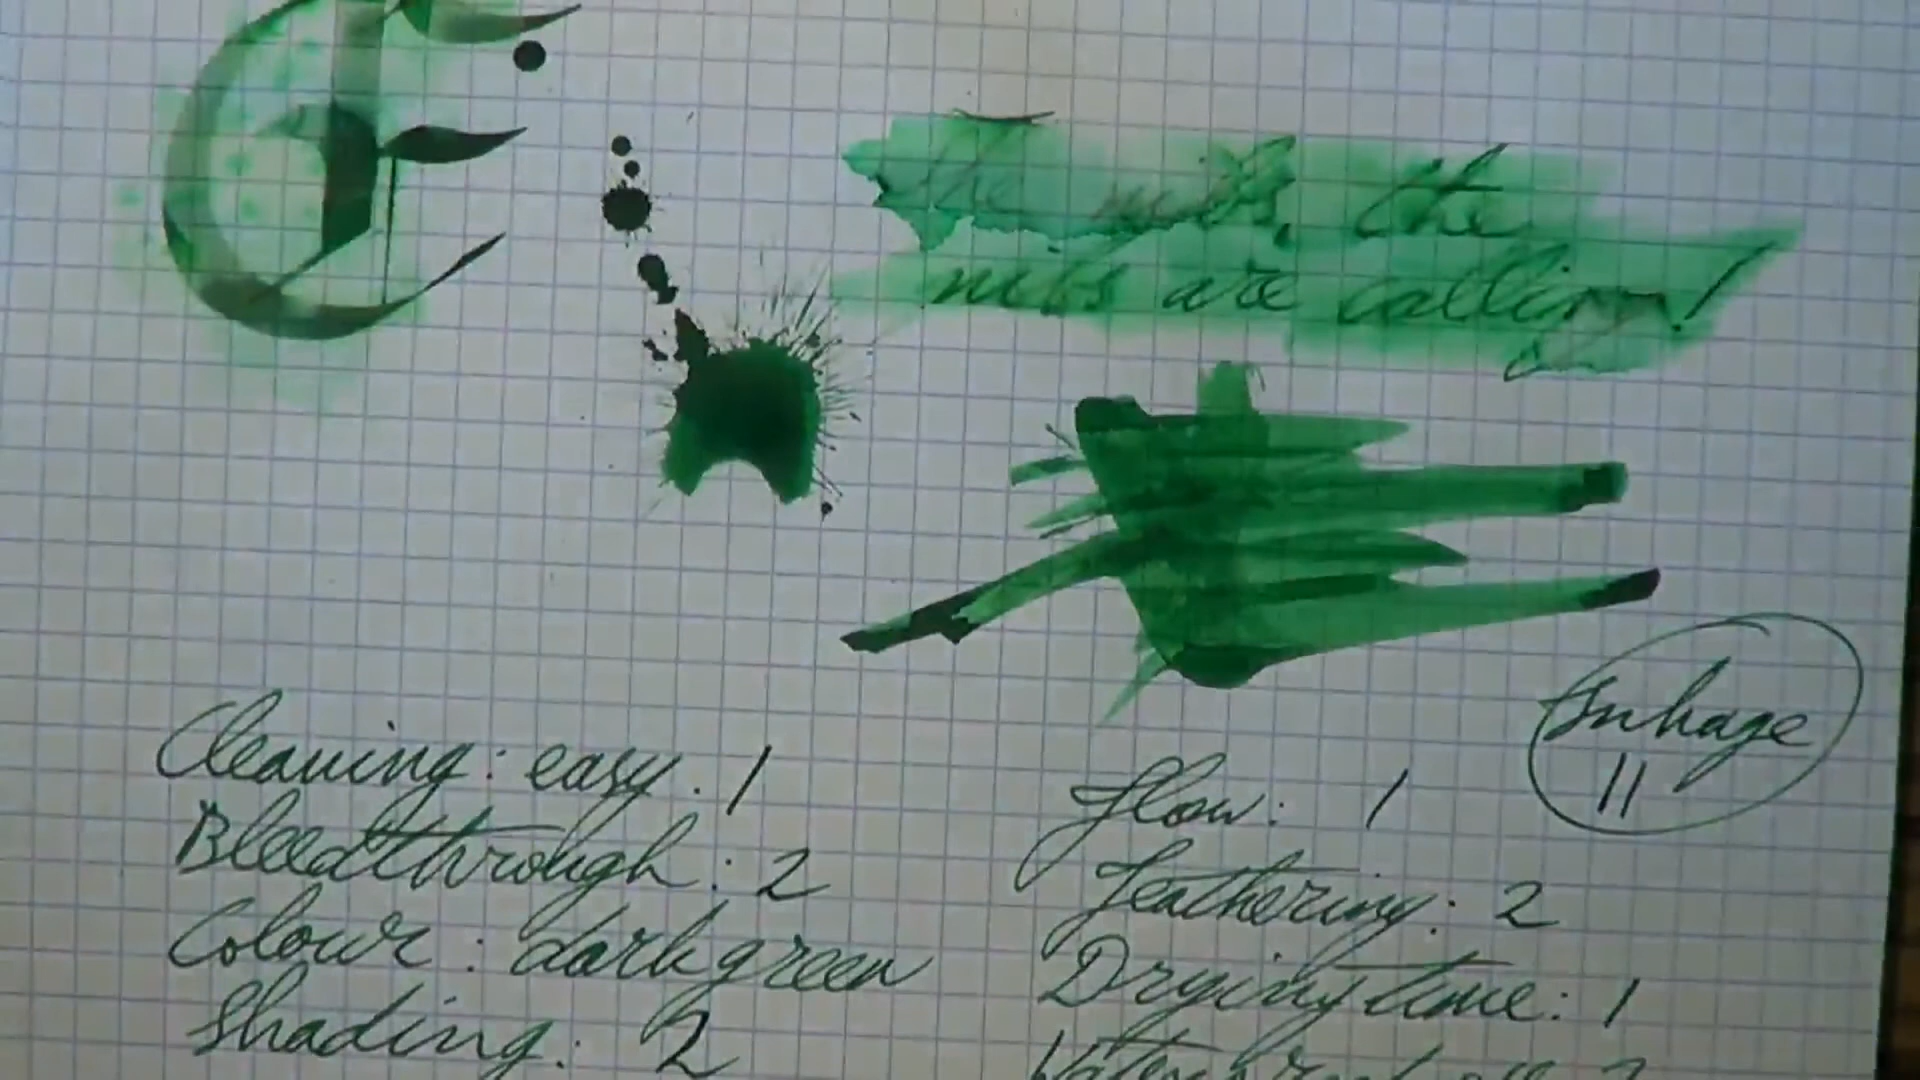 E
The nibs, the
nibs are calling!
Inkage
11
Cleaning: easy. 1
Bleedthrough: 2
Colour: darkgreen
Shading: 2
Flow: 1
Feathering: 2
Drying time: 1